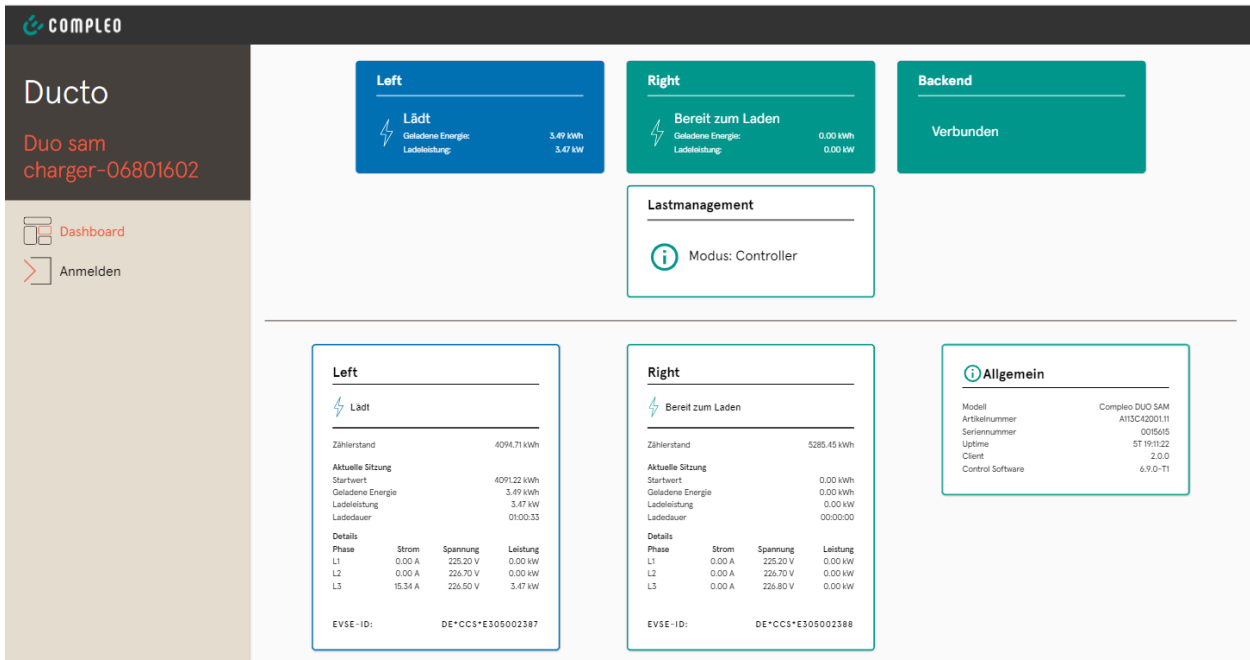 COMPLEO
Ducto
Duo sam
charger-06801602
Dashboard
Anmelden
Left
Lädt
Geladene Energie: 3.49 kWh
Ladeleistung: 3.47 kW
Right
Bereit zum Laden
Geladene Energie: 0.00 kWh
Ladeleistung: 0.00 kW
Backend
Verbunden
Lastmanagement
Modus: Controller
Left
Lädt
Zählerstand 4094.71 kWh
Aktuelle Sitzung
Startwert 4091.22 kWh
Geladene Energie 3.49 kWh
Ladeleistung 3.47 kW
Ladedauer 01:00:33
Details
Phase Strom Spannung Leistung
L1 0.00 A 225.20 V 0.00 kW
L2 0.00 A 226.70 V 0.00 kW
L3 15.34 A 226.50 V 3.47 kW
EVSE-ID: DE*CCS*E305002387
Right
Bereit zum Laden
Zählerstand 5285.45 kWh
Aktuelle Sitzung
Startwert 0.00 kWh
Geladene Energie 0.00 kWh
Ladeleistung 0.00 kW
Ladedauer 00:00:00
Details
Phase Strom Spannung Leistung
L1 0.00 A 225.20 V 0.00 kW
L2 0.00 A 226.70 V 0.00 kW
L3 0.00 A 226.80 V 0.00 kW
EVSE-ID: DE*CCS*E305002388
Allgemein
Modell Compleo DUO SAM
Artikelnummer A113C42001.11
Seriennummer 0015615
Uptime 5T 19:11:22
Client 2.0.0
Control Software 6.9.0-T1